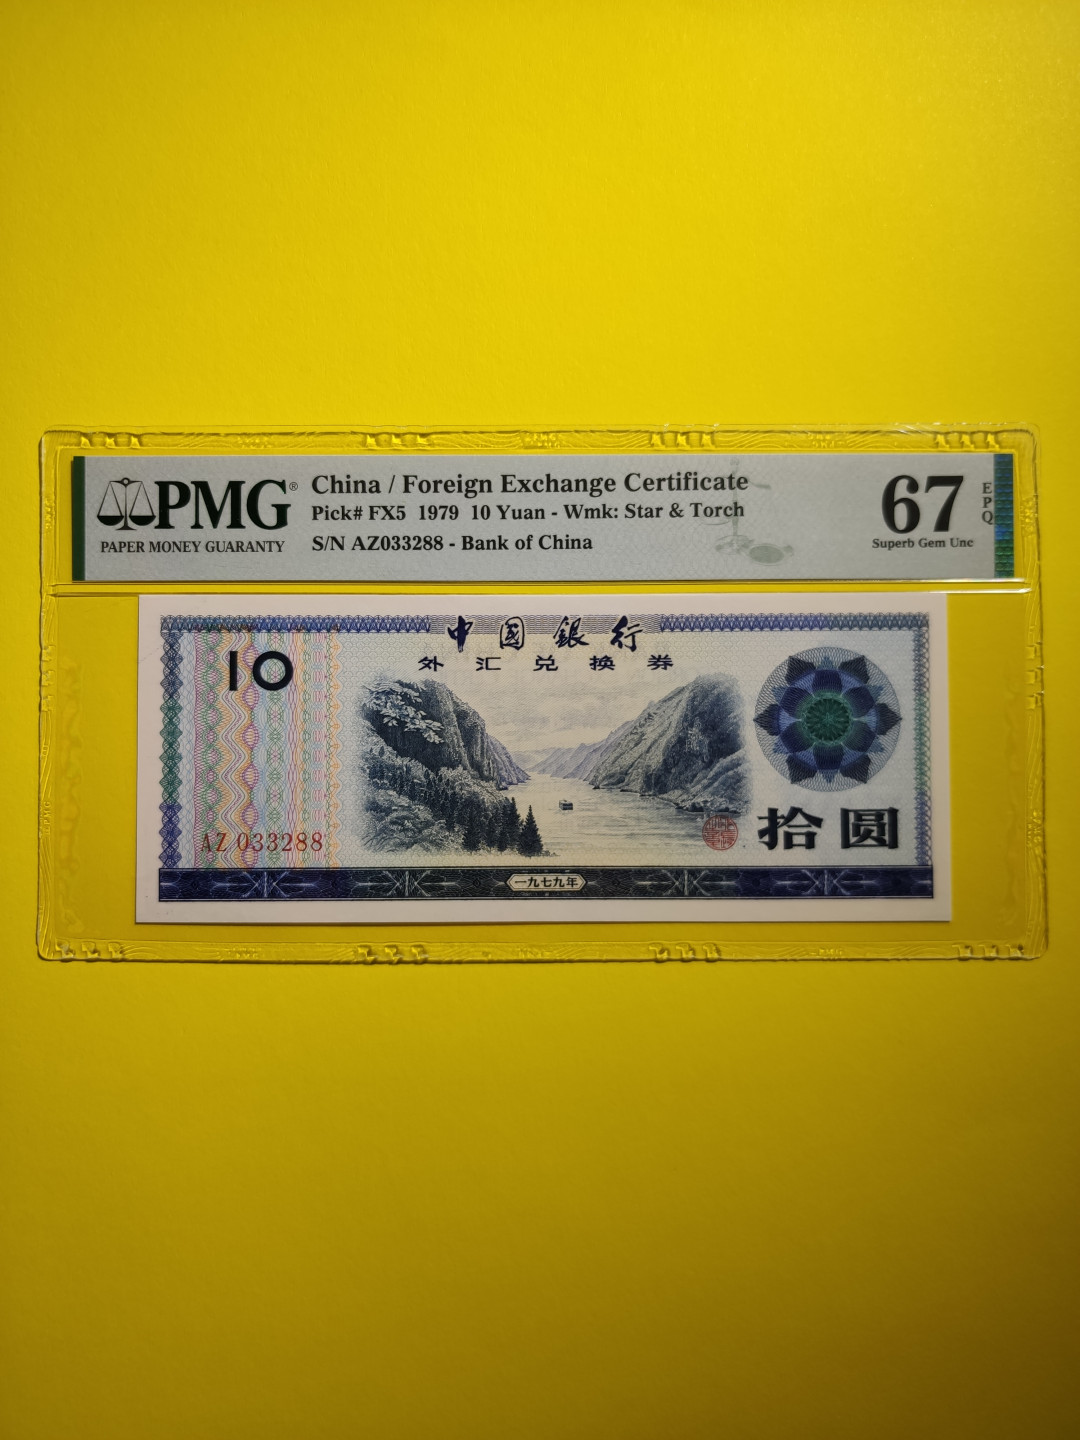 PMG®
PAPER MONEY GUARANTY
China / Foreign Exchange Certificate
Pick# FX5 1979 10 Yuan - Wmk: Star & Torch
S/N AZ033288 - Bank of China
67
EPQ
Superb Gem Unc
中國銀行
外汇兑换券
10
AZ 033288
拾圆
一九七九年